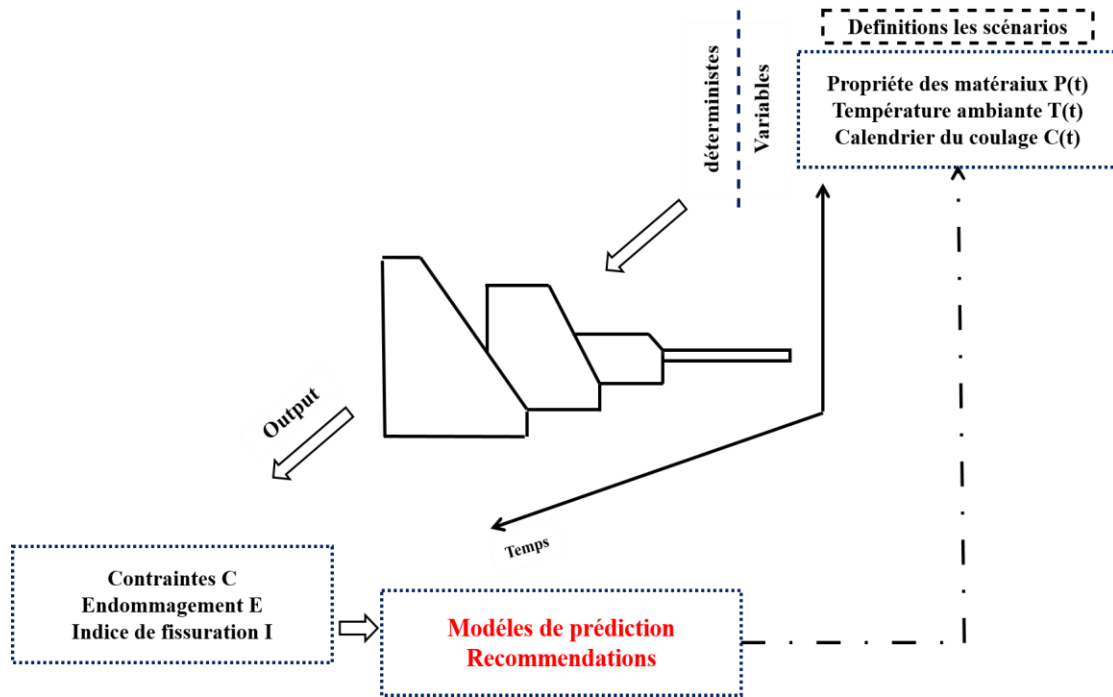 Definitions les scénarios
déterministes
Variables
Propriéte des matéraiux P(t)
Température ambiante T(t)
Calendrier du coulage C(t)
Output
Temps
Contraintes C
Endommagement E
Indice de fissuration I
Modéles de prédiction
Recommendations